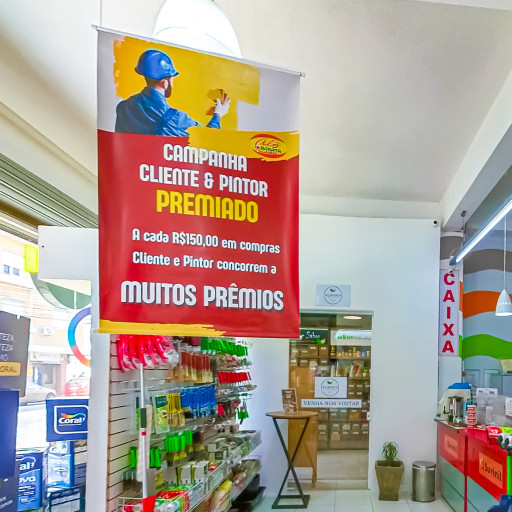 CAMPANHA
CLIENTE & PINTOR
PREMIADO
A cada R$150,00 em compras
Cliente e Pintor concorrem a
MUITOS PRÊMIOS
CAIXA
VENHA NOS VISITAR
Coral
Coral